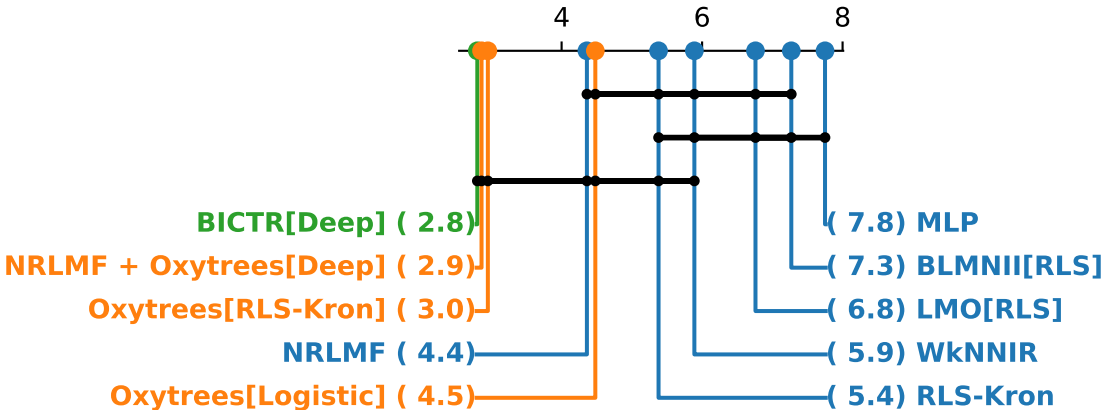 4 6 8
BICTR[Deep] ( 2.8) ( 7.8) MLP
NRLMF + Oxytrees[Deep] ( 2.9) ( 7.3) BLMNII[RLS]
Oxytrees[RLS-Kron] ( 3.0) ( 6.8) LMO[RLS]
NRLMF ( 4.4) ( 5.9) WkNNIR
Oxytrees[Logistic] ( 4.5) ( 5.4) RLS-Kron